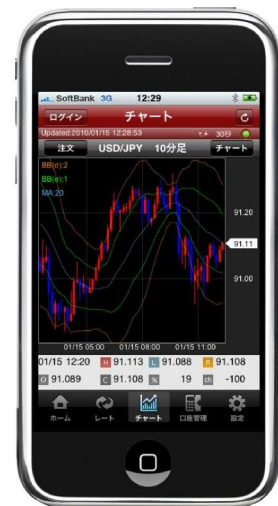 SoftBank 3G 12:29
ログイン チャート
Updated:2010/01/15 12:28:53 30秒
注文 USD/JPY 10分足 チャート
BB(σ):2
BB(σ):1
MA:20
91.20
91.11
91.00
01/15 05:00 01/15 08:00 01/15 11:00
01/15 12:20 H 91.113 L 91.088 91.108
O 91.089 C 91.108 % 19 ch -100
ホーム レート チャート 口座管理 設定